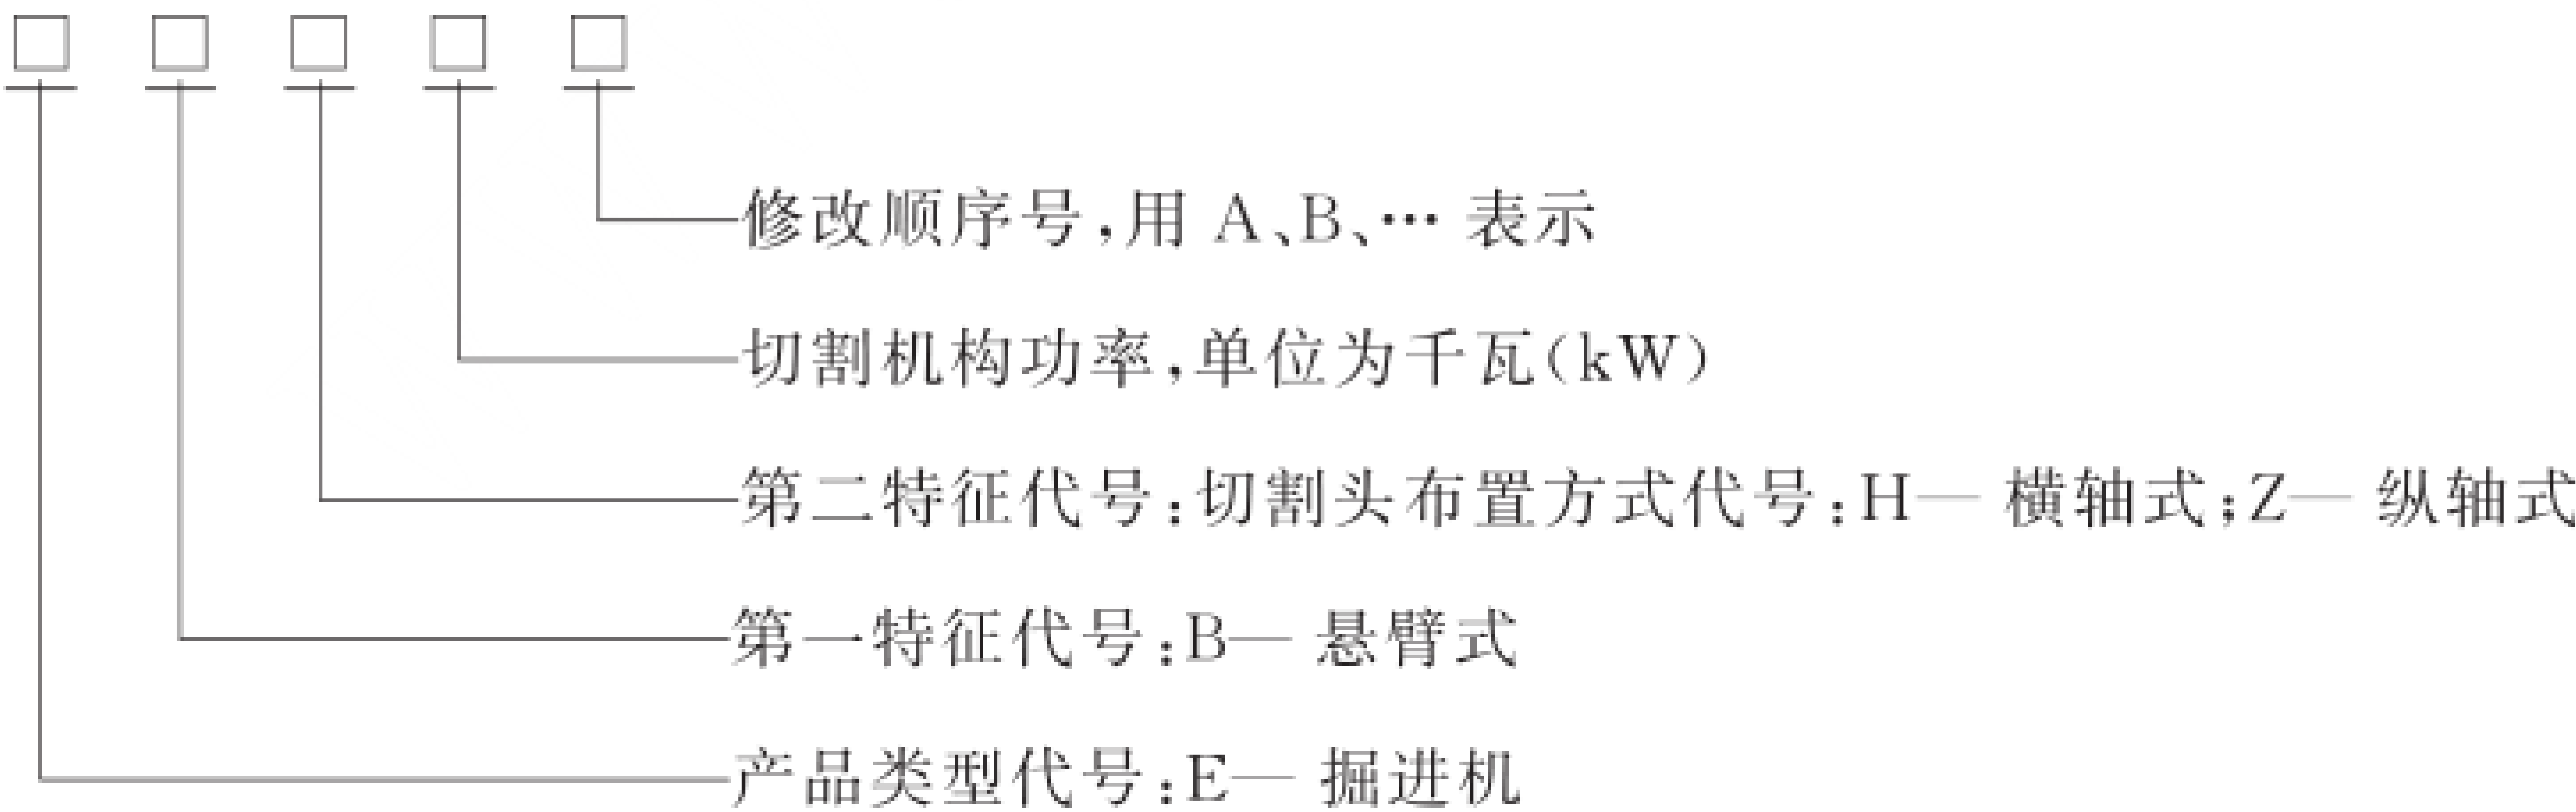 修改顺序号,用 A、B、… 表示
切割机构功率,单位为千瓦(kW)
第二特征代号:切割头布置方式代号:H— 横轴式;Z— 纵轴式
第一特征代号:B— 悬臂式
产品类型代号:E— 掘进机